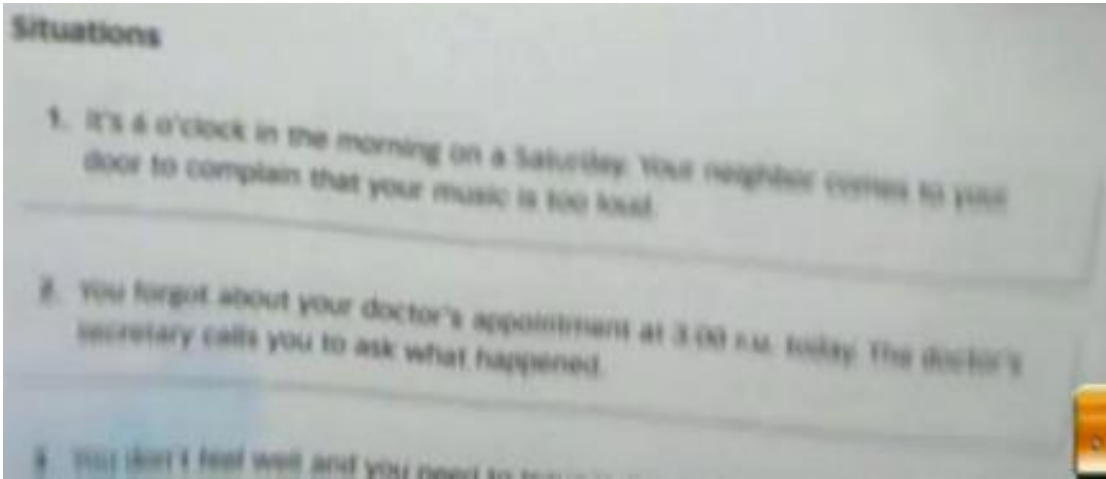 Situations
1. It's 6 o'clock in the morning on a Saturday. Your neighbor comes to your
door to complain that your music is too loud.
2. You forgot about your doctor's appointment at 3:00 P.M. today. The doctor's
secretary calls you to ask what happened.
3. You don't feel well and you need to